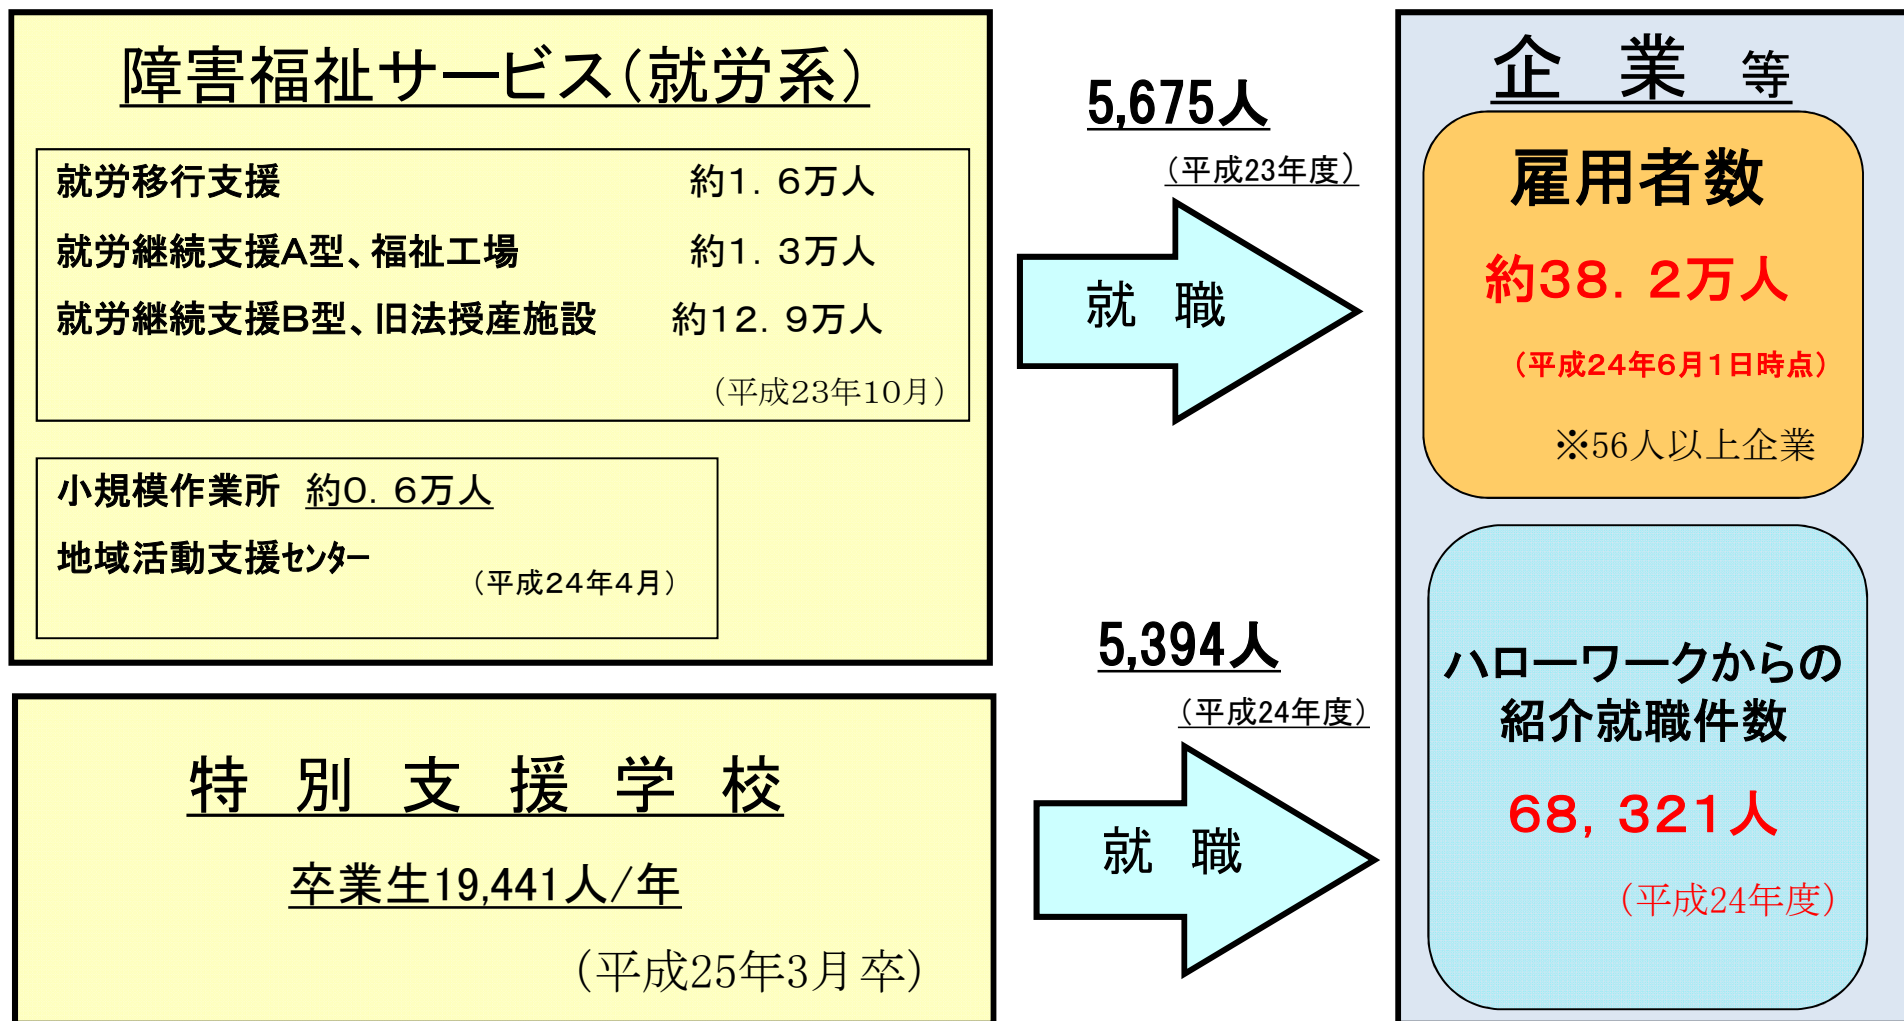 障害福祉サービス（就労系）
就労移行支援　約１．６万人
就労継続支援Ａ型、福祉工場　約１．３万人
就労継続支援Ｂ型、旧法授産施設　約１２．９万人
（平成23年10月）
小規模作業所　約０．６万人
地域活動支援ｾﾝﾀｰ
（平成２４年４月）
5,675人
（平成23年度）
就　職
特　別　支　援　学　校
卒業生19,441人/年
（平成25年3月卒）
5,394人
（平成24年度）
就　職
企　業　等
雇用者数
約３８．２万人
（平成２４年６月１日時点）
※56人以上企業
ハローワークからの
紹介就職件数
６８，３２１人
（平成24年度）